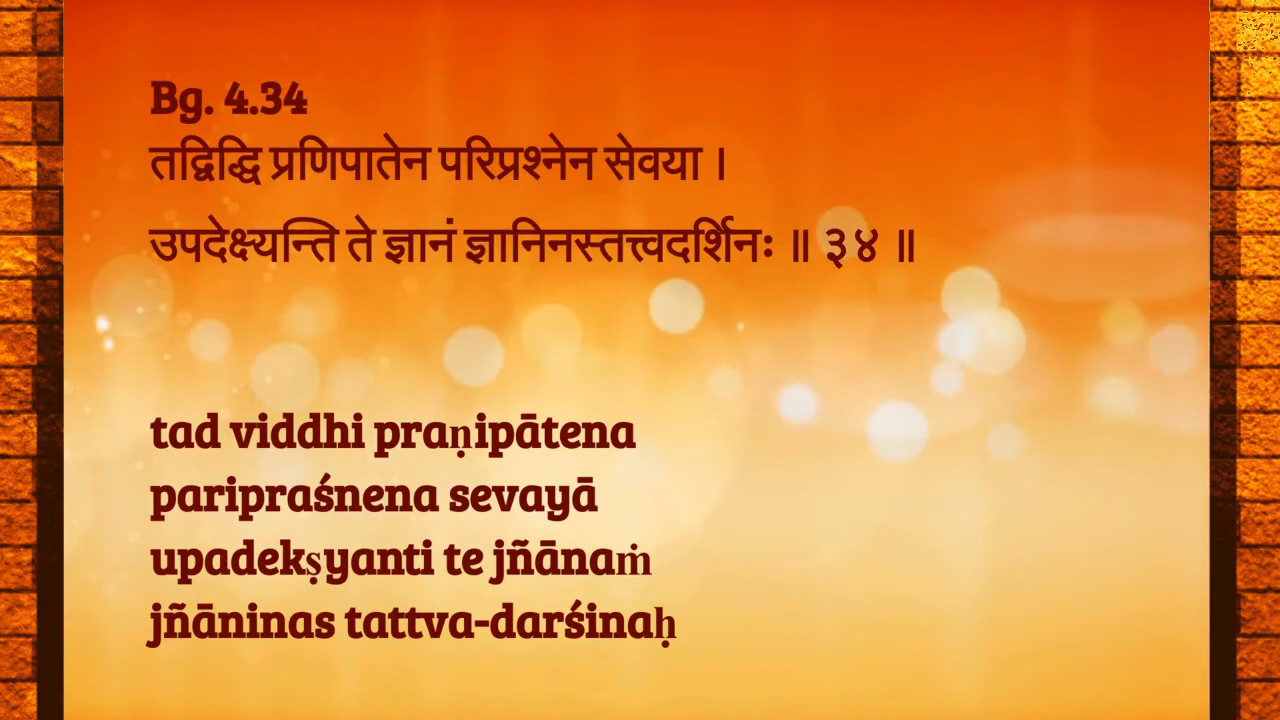 Bg. 4.34
तद्विद्धि प्रणिपातेन परिप्रश्नेन सेवया ।
उपदेक्ष्यन्ति ते ज्ञानं ज्ञानिनस्तत्त्वदर्शिनः ॥ ३४ ॥
tad viddhi praṇipātena
paripraśnena sevayā
upadekṣyanti te jñānaṁ
jñāninas tattva-darśinaḥ